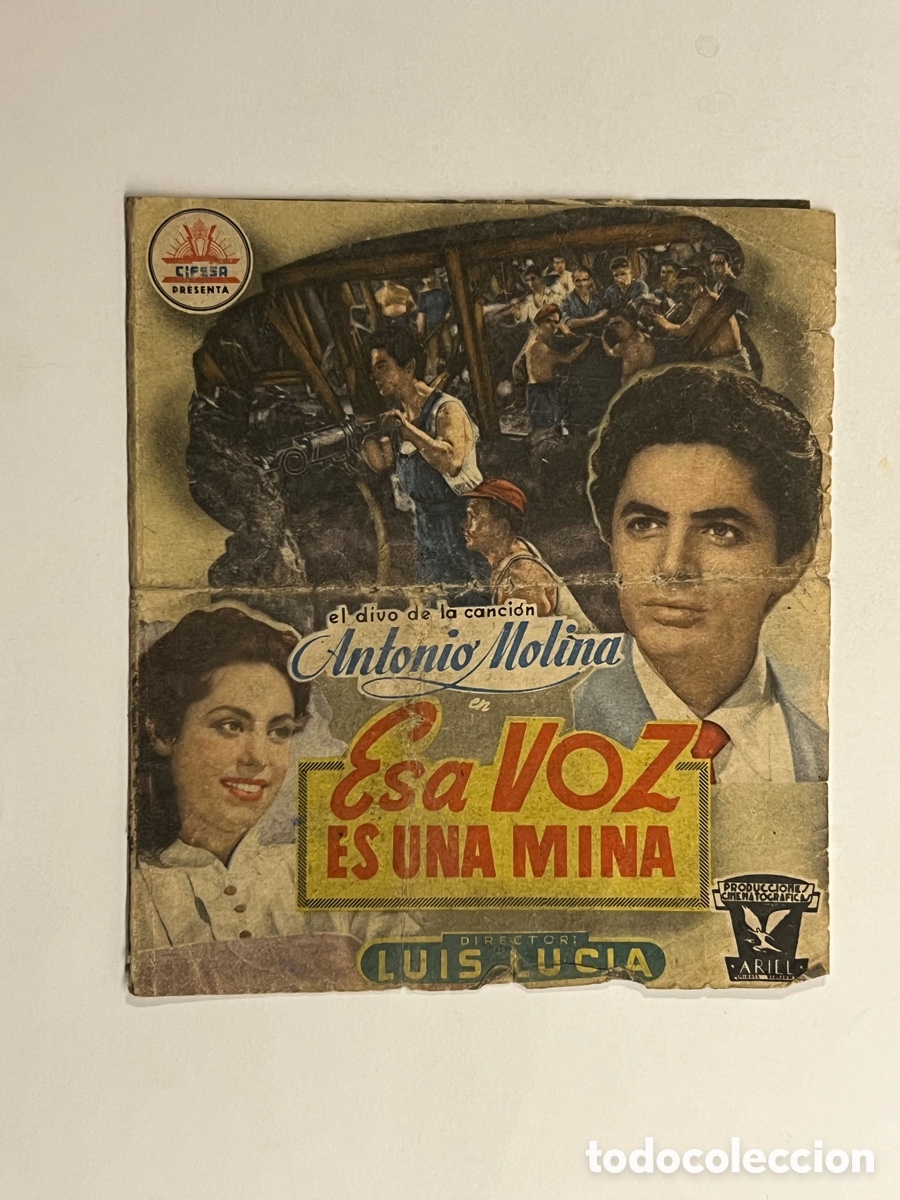 CIFESA
PRESENTA
el divo de la canción
Antonio Molina
en
Esa VOZ
ES UNA MINA
DIRECTOR:
LUIS LUCIA
PRODUCCIONES
CINEMATOGRAFICAS
ARIEL
todocoleccion